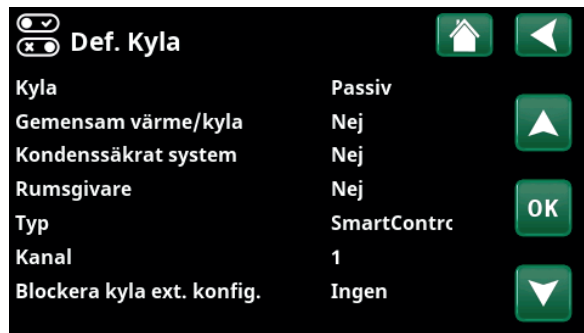 Def. Kyla
Kyla Passiv
Gemensam värme/kyla Nej
Kondenssäkrat system Nej
Rumsgivare Nej
OK
Typ SmartContro
Kanal 1
Blockera kyla ext. konfig. Ingen